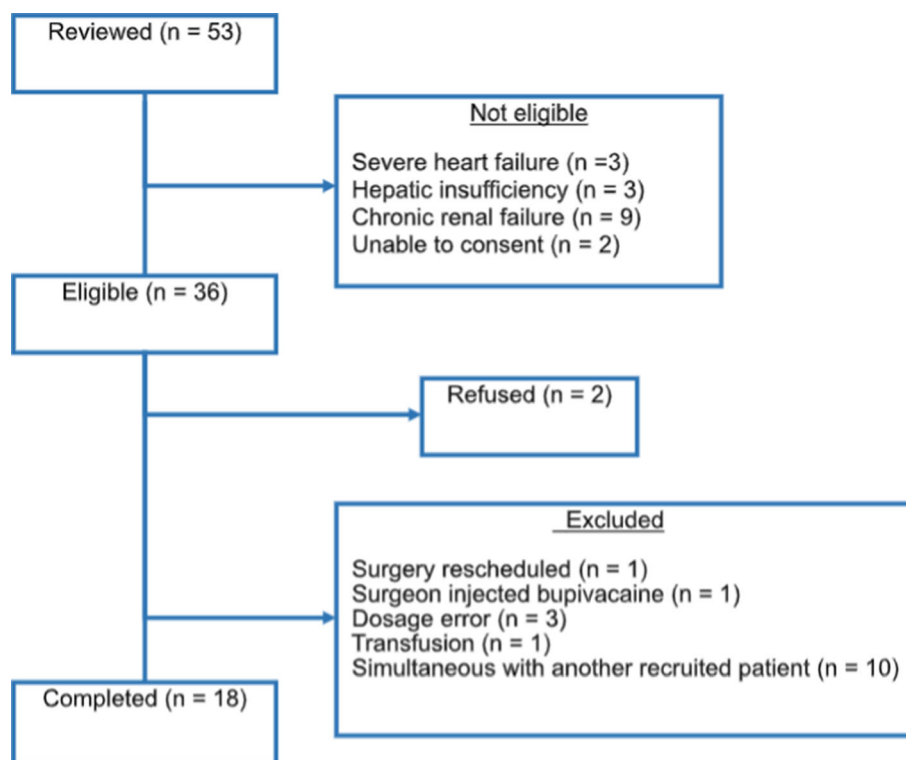 Reviewed (n = 53)
Not eligible
Severe heart failure (n =3)
Hepatic insufficiency (n = 3)
Chronic renal failure (n = 9)
Unable to consent (n = 2)
Eligible (n = 36)
Refused (n = 2)
Excluded
Surgery rescheduled (n = 1)
Surgeon injected bupivacaine (n = 1)
Dosage error (n = 3)
Transfusion (n = 1)
Simultaneous with another recruited patient (n = 10)
Completed (n = 18)